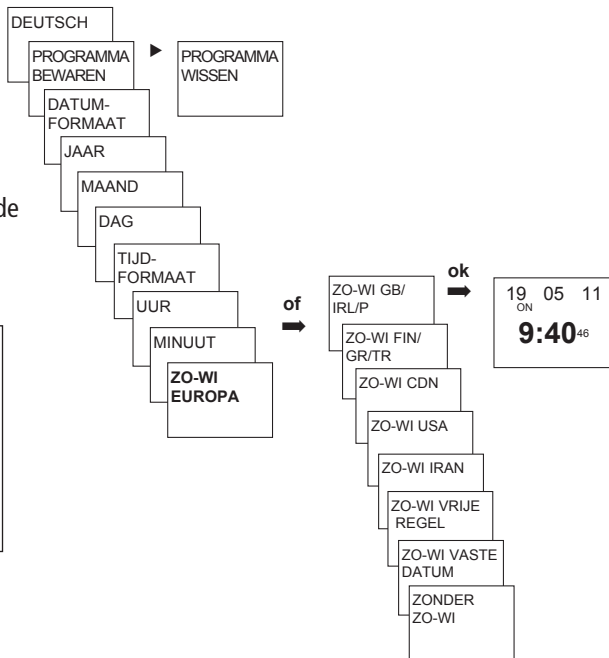 DEUTSCH
PROGRAMMA
BEWAREN
PROGRAMMA
WISSEN
DATUM-
FORMAAT
JAAR
MAAND
DAG
TIJD-
FORMAAT
UUR
MINUUT
ZO-WI
EUROPA
de
of
ZO-WI GB/
IRL/P
ZO-WI FIN/
GR/TR
ZO-WI CDN
ZO-WI USA
ZO-WI IRAN
ZO-WI VRIJE
REGEL
ZO-WI VASTE
DATUM
ZONDER
ZO-WI
ok
19 05 11
ON
9:40 46